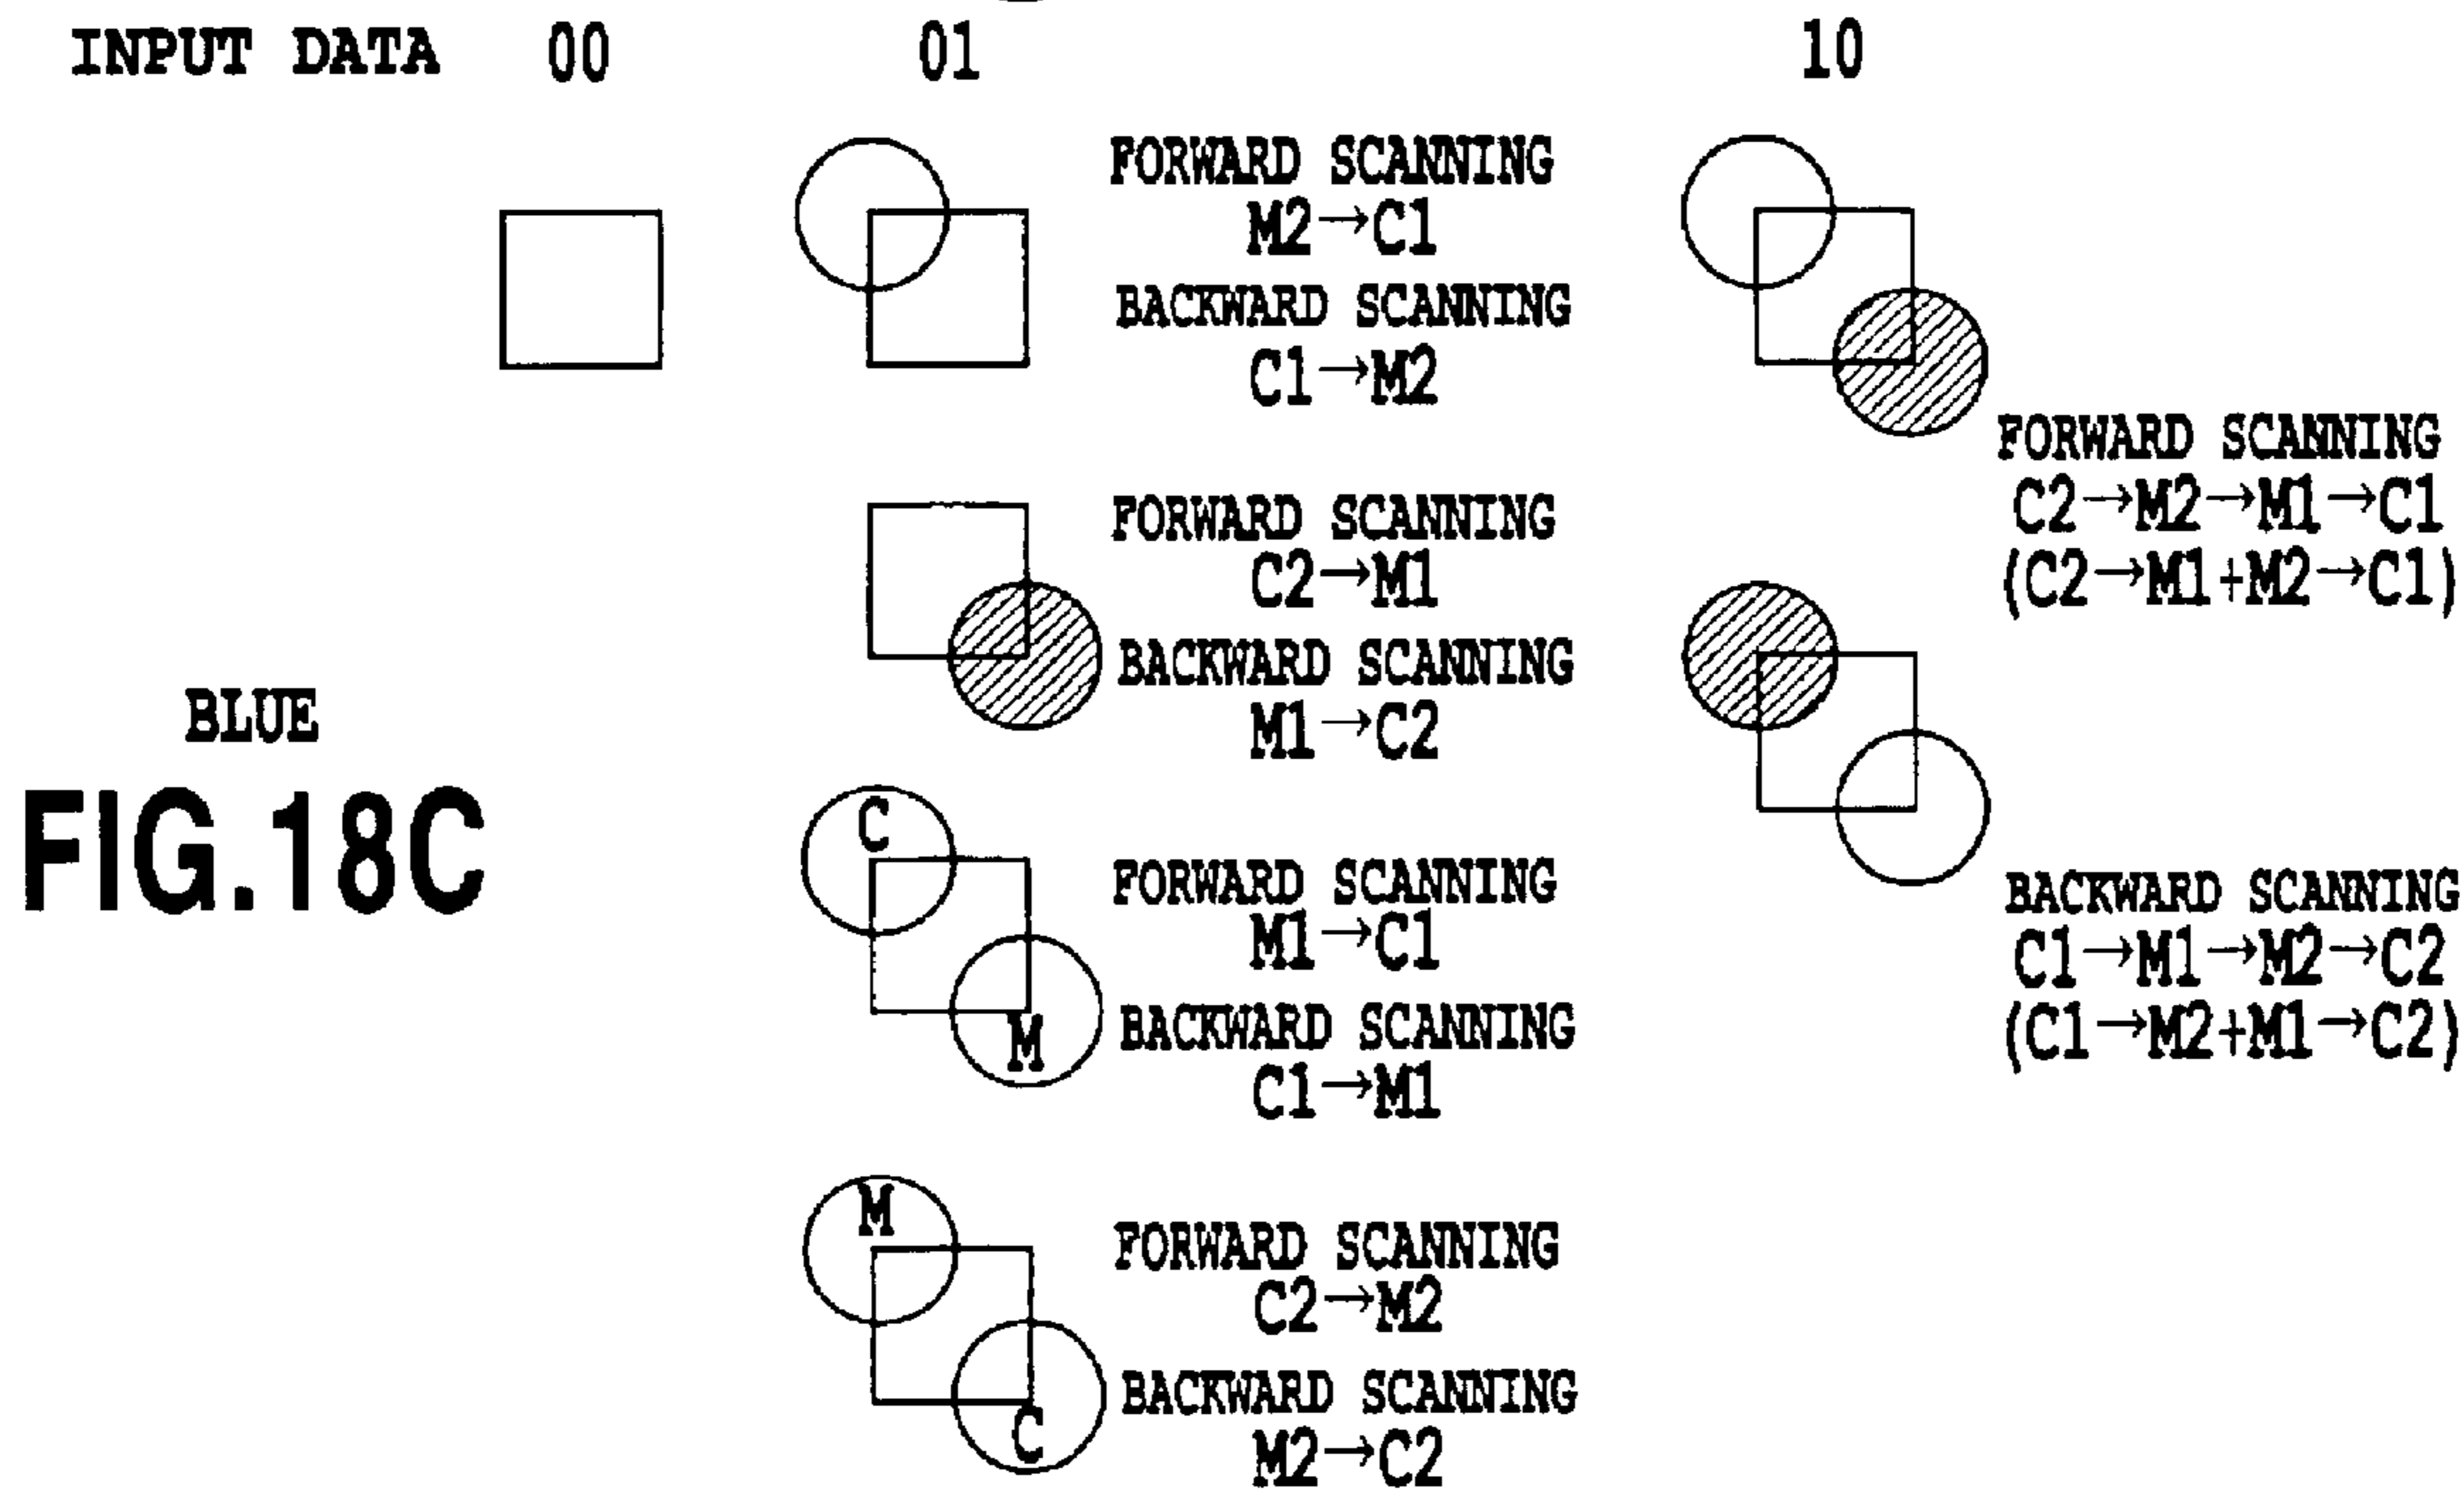 INPUT DATA 00 01 10
FORWARD SCANNING
M2→C1
BACKWARD SCANNING
C1→M2
FORWARD SCANNING
C2→M1
BACKWARD SCANNING
M1→C2
C
M
FORWARD SCANNING
M1→C1
BACKWARD SCANNING
C1→M1
M
C
FORWARD SCANNING
C2→M2
BACKWARD SCANNING
M2→C2
FORWARD SCANNING
C2→M2→M1→C1
(C2→M1+M2→C1)
BACKWARD SCANNING
C1→M1→M2→C2
(C1→M2+M1→C2)
BLUE
FIG.18C